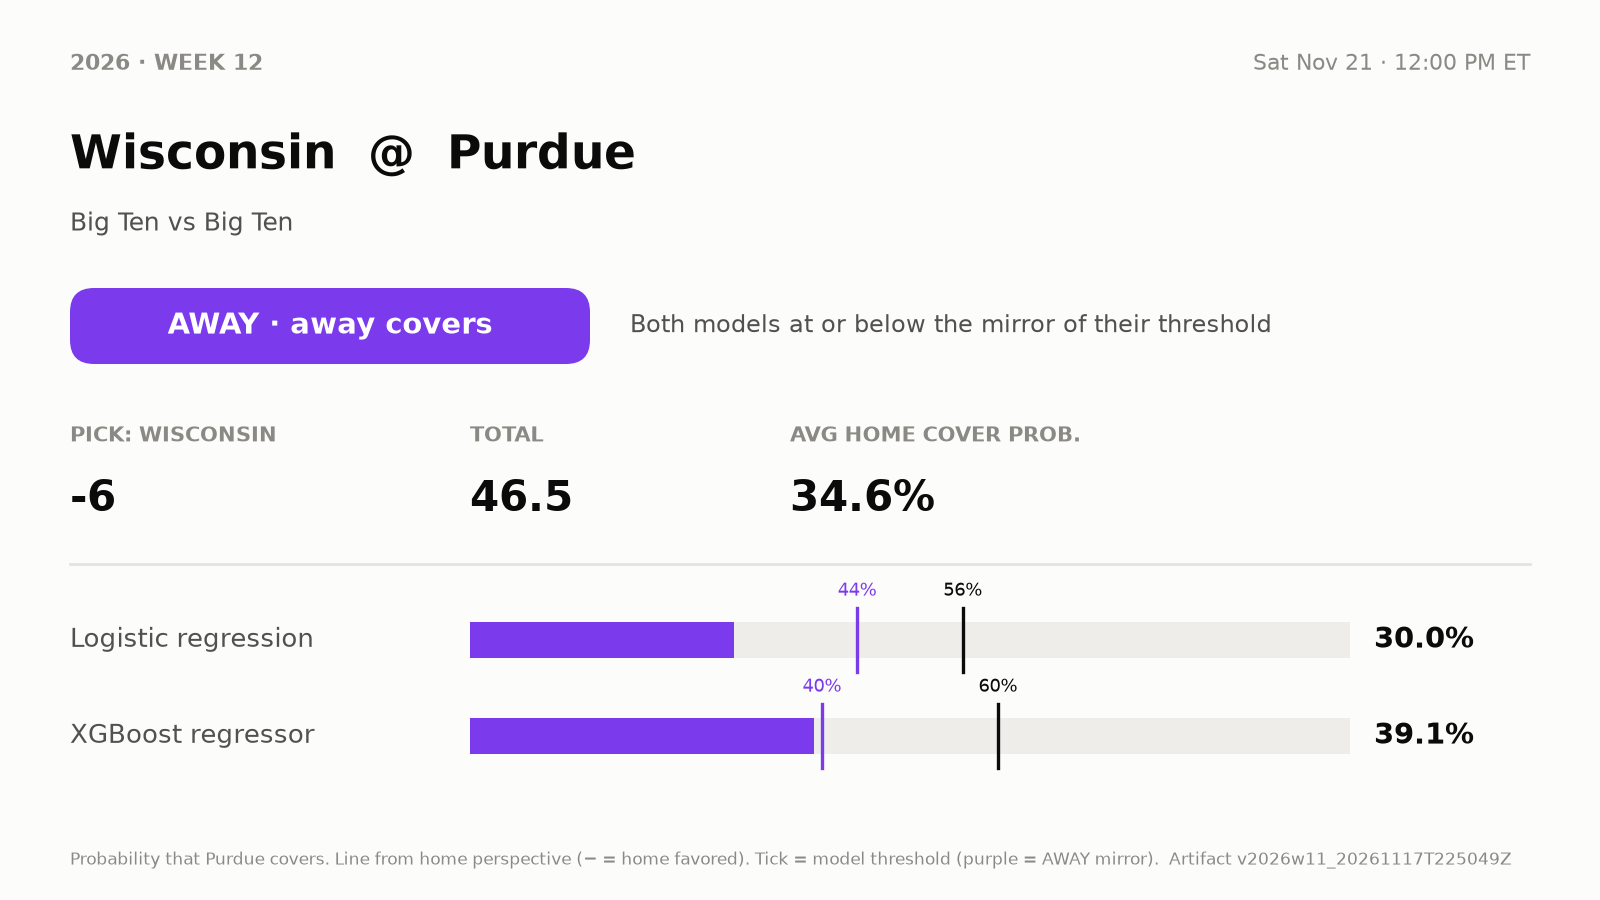 2026 · WEEK 12
Sat Nov 21 · 12:00 PM ET
Wisconsin @ Purdue
Big Ten vs Big Ten
AWAY · away covers
Both models at or below the mirror of their threshold
PICK: WISCONSIN
TOTAL
AVG HOME COVER PROB.
-6
46.5
34.6%
44%
56%
Logistic regression
30.0%
40%
60%
XGBoost regressor
39.1%
Probability that Purdue covers. Line from home perspective (− = home favored). Tick = model threshold (purple = AWAY mirror). Artifact v2026w11_20261117T225049Z